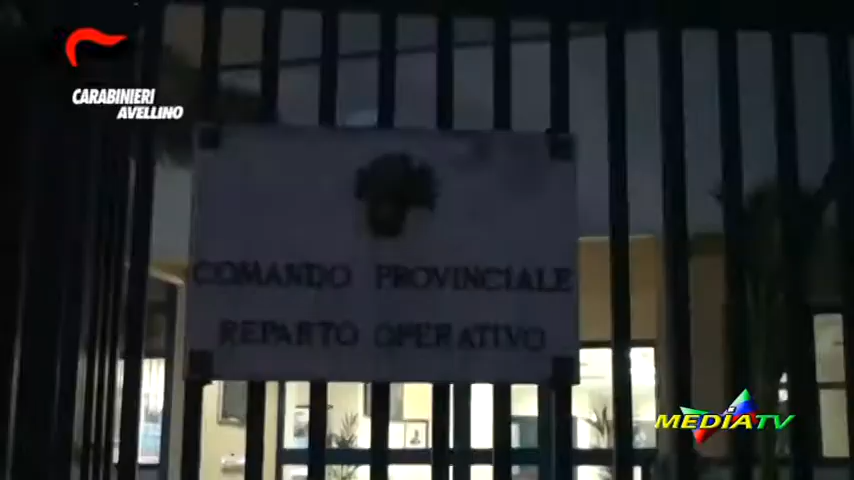 CARABINIERI
AVELLINO
COMANDO PROVINCIALE
REPARTO OPERATIVO
MEDIATV